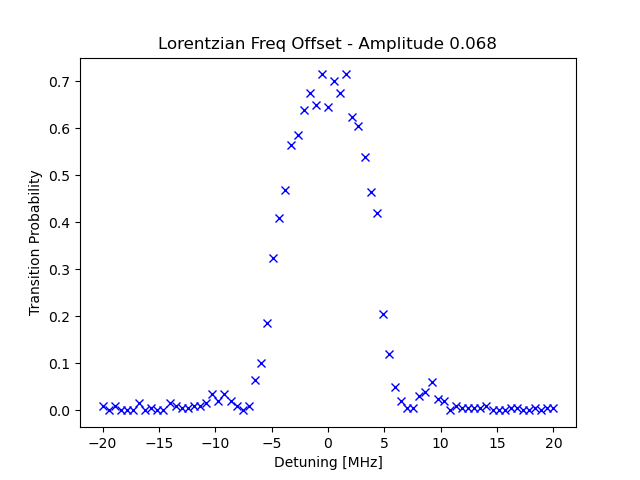 Lorentzian Freq Offset - Amplitude 0.068
Transition Probability
0.7
0.6
0.5
0.4
0.3
0.2
0.1
0.0
−20 −15 −10 −5 0 5 10 15 20
Detuning [MHz]